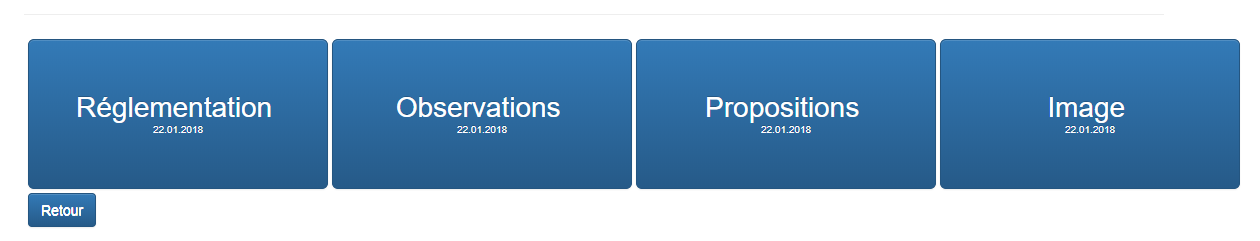 Réglementation
22.01.2018
Observations
22.01.2018
Propositions
22.01.2018
Image
22.01.2018
Retour